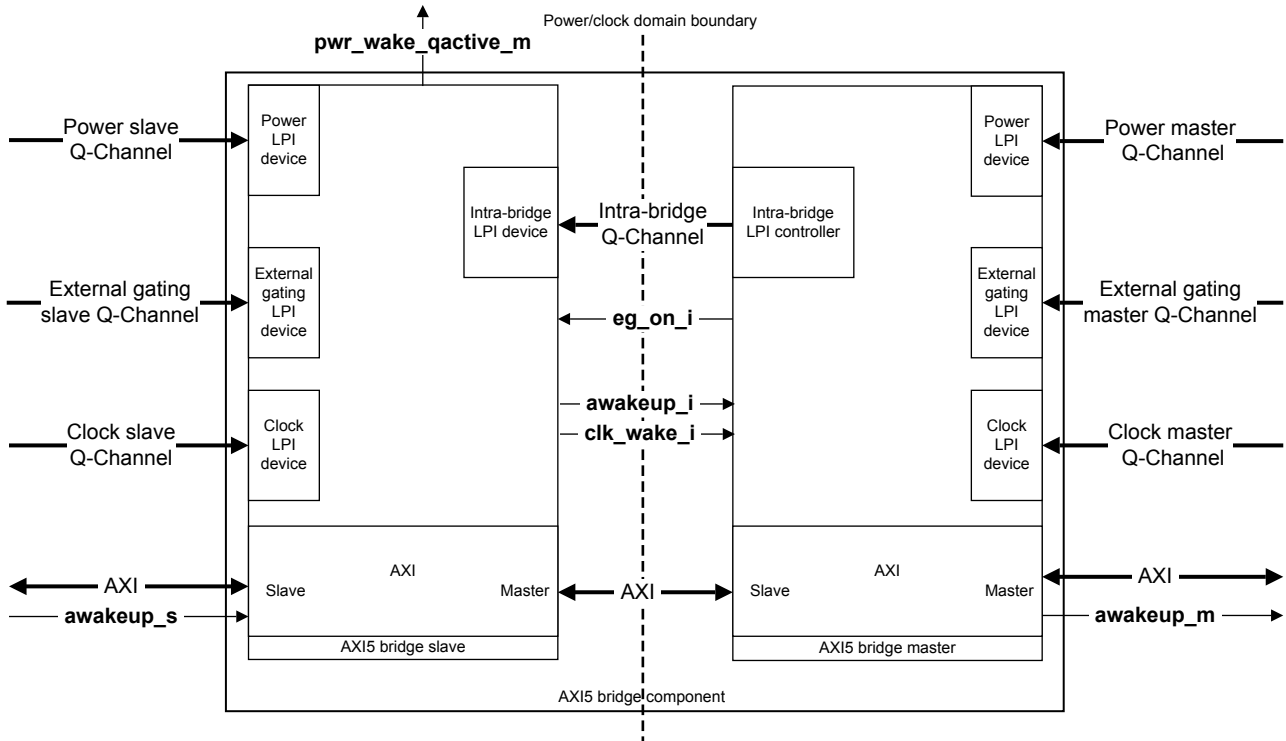 Power/clock domain boundary
pwr_wake_qactive_m
Power slave
Q-Channel
Power
LPI
device
Intra-bridge
LPI device
Intra-bridge
Q-Channel
Intra-bridge
LPI controller
Power
LPI
device
Power master
Q-Channel
External gating
slave Q-Channel
External
gating
LPI
device
eg_on_i
External
gating
LPI
device
External gating
master Q-Channel
Clock slave
Q-Channel
Clock
LPI
device
awakeup_i
clk_wake_i
Clock
LPI
device
Clock master
Q-Channel
AXI
awakeup_s
Slave
AXI
Master
AXI5 bridge slave
AXI
Slave
AXI
Master
AXI5 bridge master
AXI
awakeup_m
AXI5 bridge component